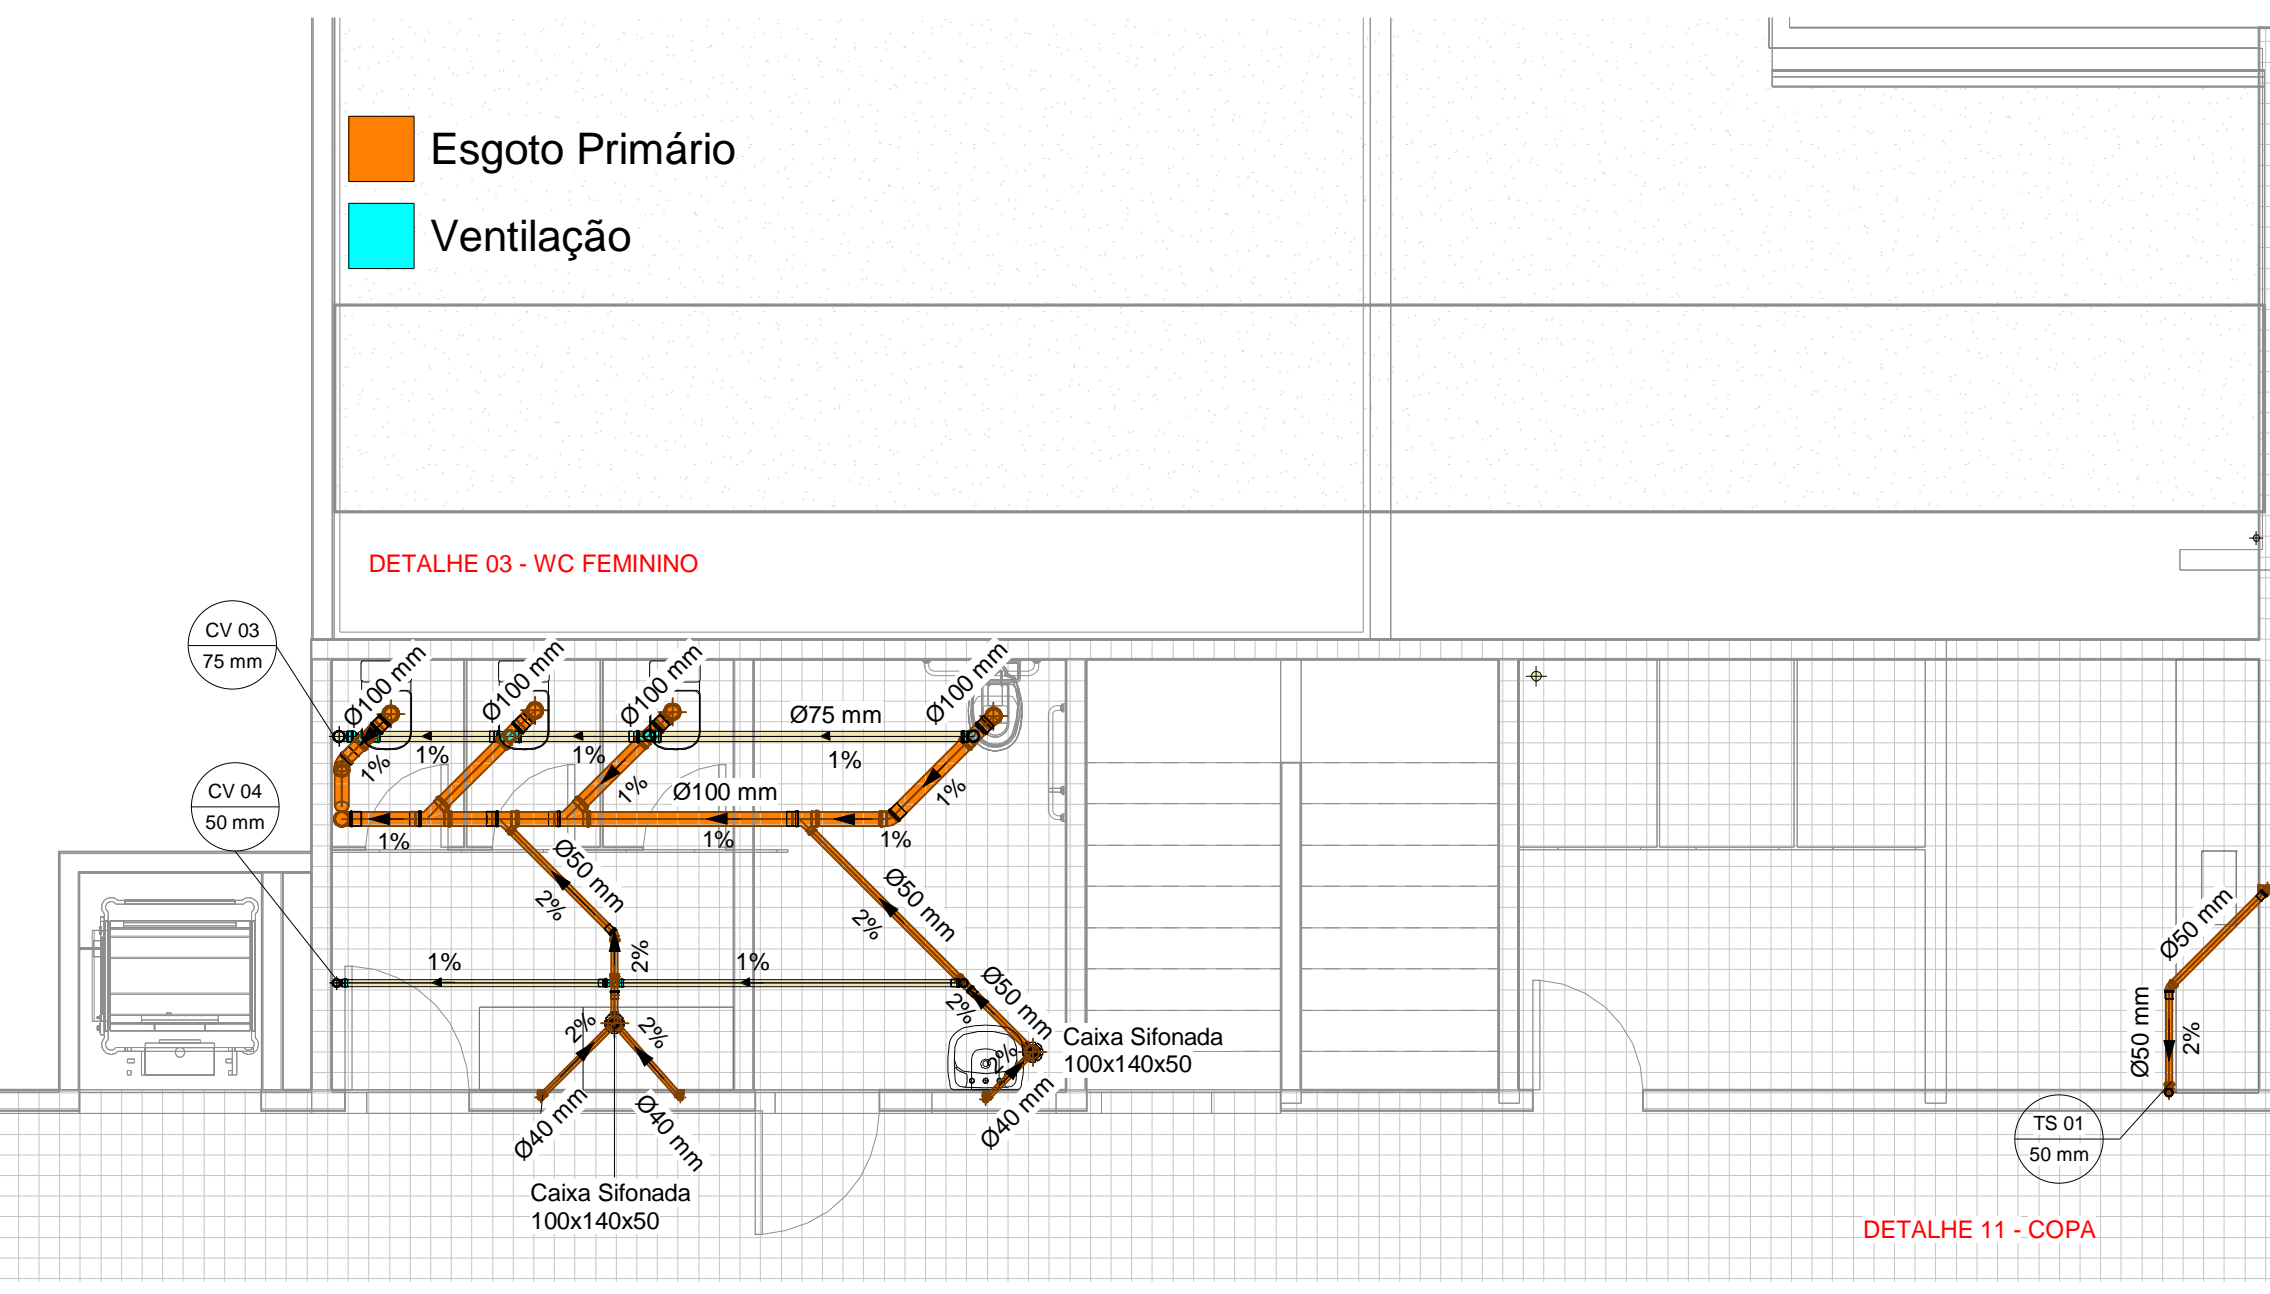 Esgoto Primário
Ventilação
DETALHE 03 - WC FEMININO
CV 03
75 mm
Ø100 mm
Ø100 mm
Ø100 mm
Ø100 mm
Ø75 mm
1%
1%
1%
1%
1%
1%
Ø100 mm
CV 04
50 mm
1%
1%
1%
Ø50 mm
2%
Ø50 mm
2%
1%
2%
1%
Ø50 mm
2%
2%
2%
2%
Caixa Sifonada
100x140x50
Ø40 mm
Ø40 mm
Ø40 mm
Caixa Sifonada
100x140x50
Ø50 mm
Ø50 mm
2%
TS 01
50 mm
DETALHE 11 - COPA